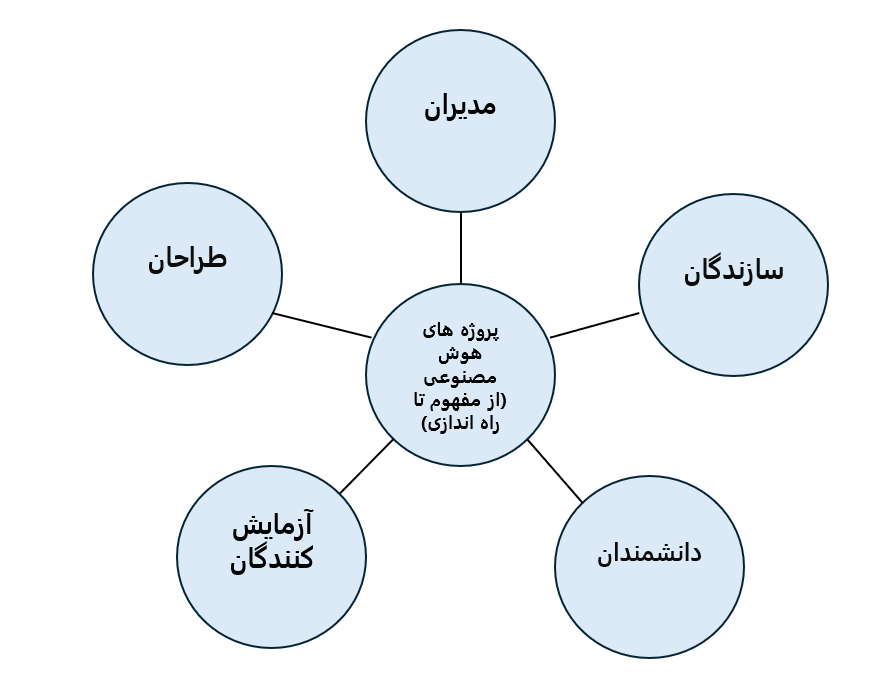 مدیران
سازندگان
طراحان
پروژه های
هوش
مصنوعی
(از مفهوم تا
راه اندازی)
آزمایش
کنندگان
دانشمندان